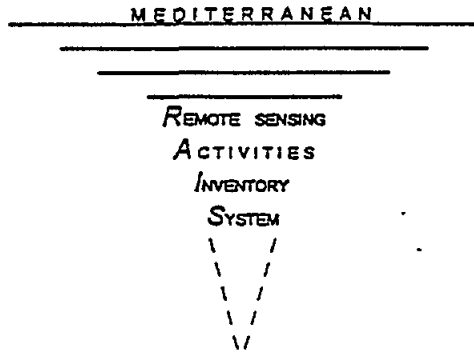 MEDITERRANEAN
REMOTE SENSING
ACTIVITIES
INVENTORY
SYSTEM